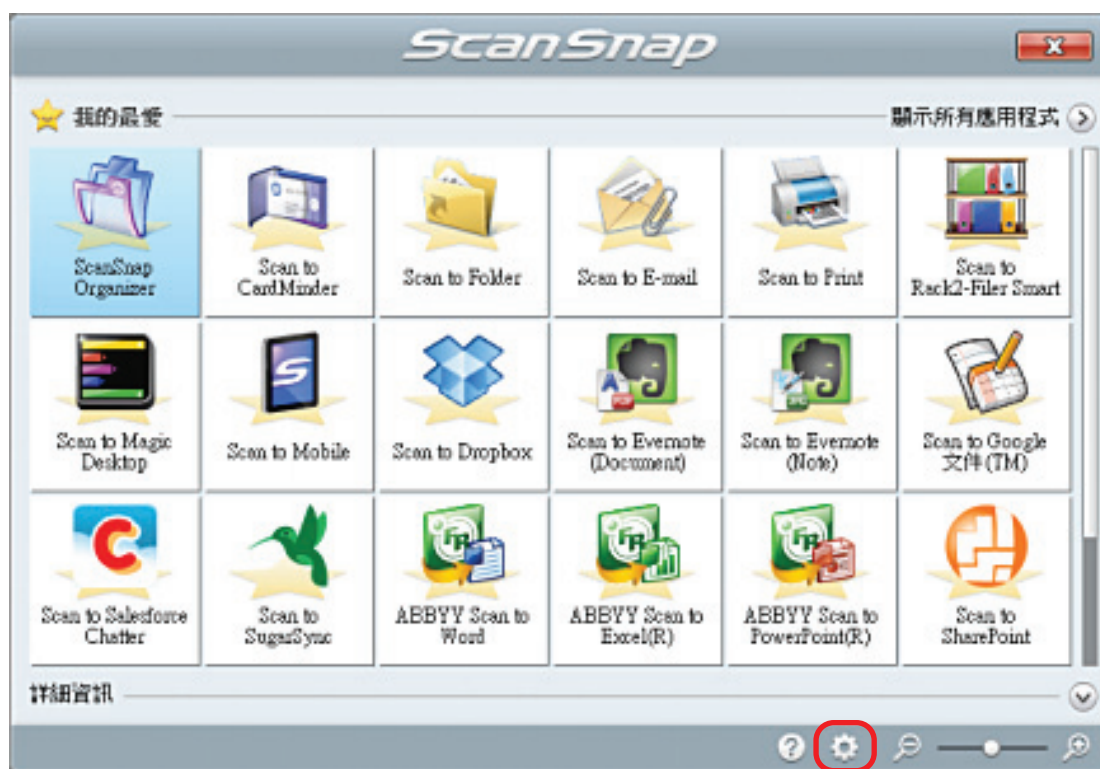 ScanSnap
我的最愛
顯示所有應用程式
ScanSnap
Organizer
Scan to
CardMinder
Scan to Folder
Scan to E-mail
Scan to Print
Scan to
Rack2-Filer Smart
Scan to Magic
Desktop
Scan to Mobile
Scan to Dropbox
Scan to Evernote
(Document)
Scan to Evernote
(Note)
Scan to Google
文件(TM)
Scan to Salesforce
Chatter
Scan to
SugarSync
ABBYY Scan to
Word
ABBYY Scan to
Excel(R)
ABBYY Scan to
PowerPoint(R)
Scan to
SharePoint
詳細資訊